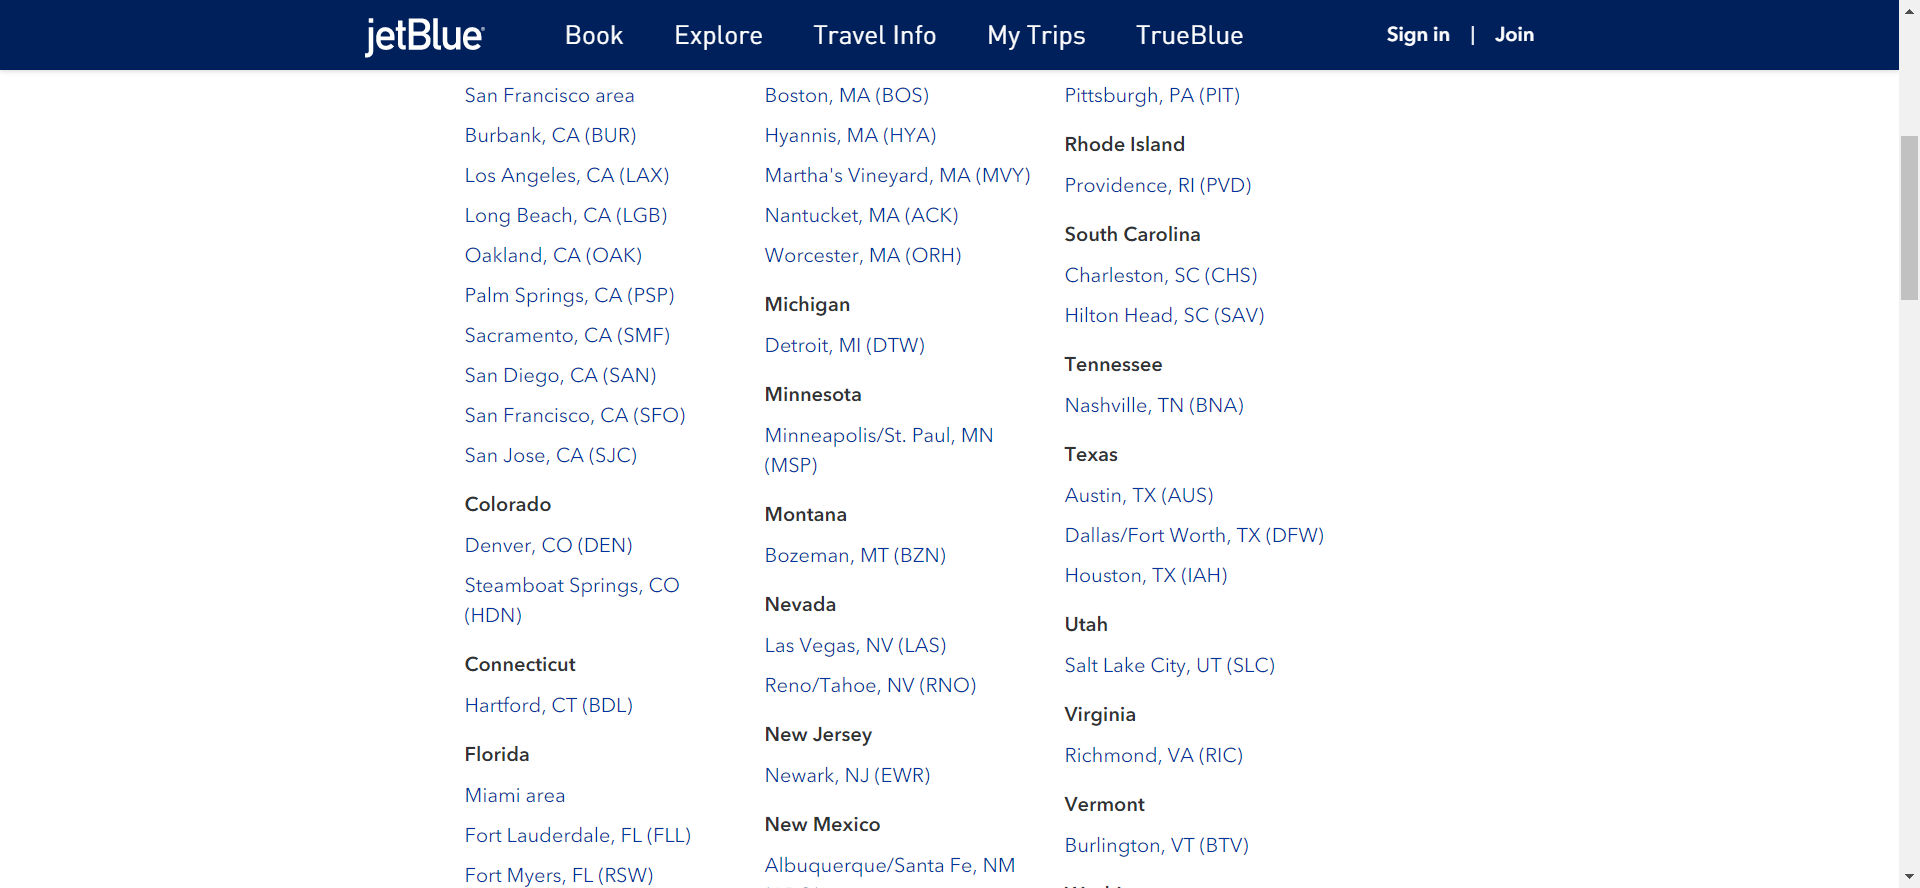 jetBlue
Book
Explore
Travel Info
My Trips
TrueBlue
Sign in | Join
San Francisco area
Burbank, CA (BUR)
Los Angeles, CA (LAX)
Long Beach, CA (LGB)
Oakland, CA (OAK)
Palm Springs, CA (PSP)
Sacramento, CA (SMF)
San Diego, CA (SAN)
San Francisco, CA (SFO)
San Jose, CA (SJC)
Colorado
Denver, CO (DEN)
Steamboat Springs, CO
(HDN)
Connecticut
Hartford, CT (BDL)
Florida
Miami area
Fort Lauderdale, FL (FLL)
Fort Myers, FL (RSW)
Boston, MA (BOS)
Hyannis, MA (HYA)
Martha's Vineyard, MA (MVY)
Nantucket, MA (ACK)
Worcester, MA (ORH)
Michigan
Detroit, MI (DTW)
Minnesota
Minneapolis/St. Paul, MN
(MSP)
Montana
Bozeman, MT (BZN)
Nevada
Las Vegas, NV (LAS)
Reno/Tahoe, NV (RNO)
New Jersey
Newark, NJ (EWR)
New Mexico
Albuquerque/Santa Fe, NM
Pittsburgh, PA (PIT)
Rhode Island
Providence, RI (PVD)
South Carolina
Charleston, SC (CHS)
Hilton Head, SC (SAV)
Tennessee
Nashville, TN (BNA)
Texas
Austin, TX (AUS)
Dallas/Fort Worth, TX (DFW)
Houston, TX (IAH)
Utah
Salt Lake City, UT (SLC)
Virginia
Richmond, VA (RIC)
Vermont
Burlington, VT (BTV)